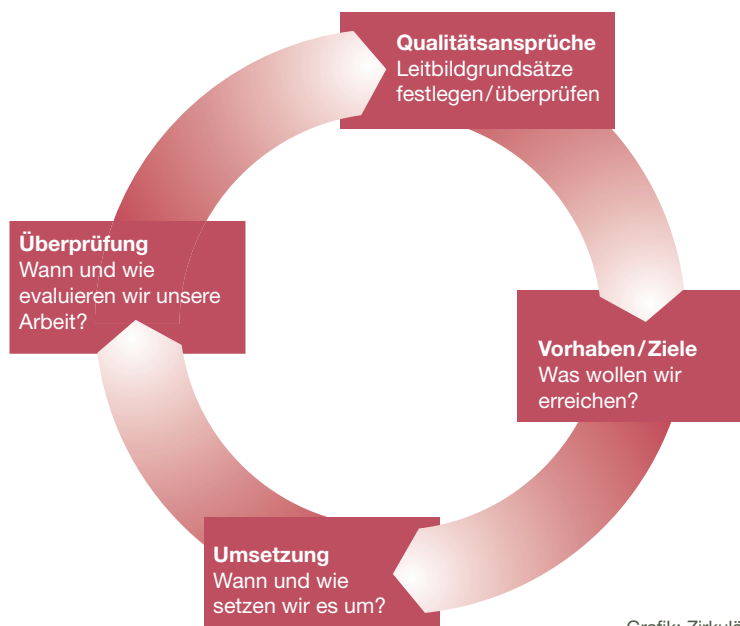 Qualitätsansprüche
Leitbildgrundsätze
festlegen/überprüfen
Vorhaben/Ziele
Was wollen wir
erreichen?
Umsetzung
Wann und wie
setzen wir es um?
Überprüfung
Wann und wie
evaluieren wir unsere
Arbeit?
Grafik: